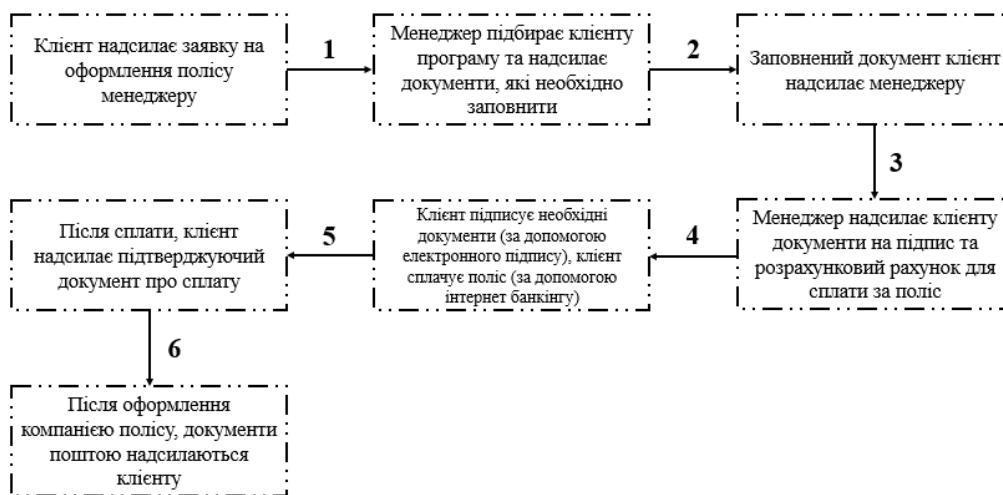 Клієнт надсилає заявку на
оформлення полісу
менеджеру
1
Менеджер підбирає клієнту
програму та надсилає
документи, які необхідно
заповнити
2
Заповнений документ клієнт
надсилає менеджеру
3
Менеджер надсилає клієнту
документи на підпис та
розрахунковий рахунок для
сплати за поліс
4
Клієнт підписує необхідні
документи (за допомогою
електронного підпису), клієнт
сплачує поліс (за допомогою
інтернет банкінгу)
5
Після сплати, клієнт
надсилає підтверджуючий
документ про сплату
6
Після оформлення
компанією полісу, документи
поштою надсилаються
клієнту